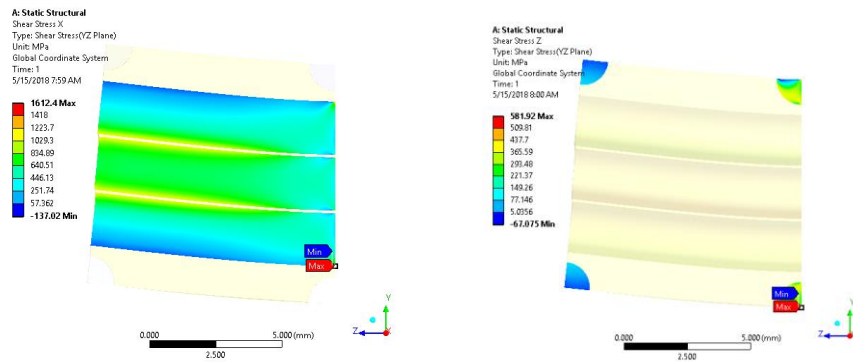 A: Static Structural
Shear Stress X
Type: Shear Stress(YZ Plane)
Unit: MPa
Global Coordinate System
Time: 1
5/15/2018 7:59 AM
1612.4 Max
1418
1223.7
1029.3
834.89
640.51
446.13
251.74
57.362
-137.02 Min
Min
Max
0.000
5.000 (mm)
2.500
Y
Z
X
A: Static Structural
Shear Stress Z
Type: Shear Stress(YZ Plane)
Unit: MPa
Global Coordinate System
Time: 1
5/15/2018 8:00 AM
581.92 Max
509.81
437.7
365.59
293.48
221.37
149.26
77.146
5.0356
-67.075 Min
Min
Max
0.000
5.000 (mm)
2.500
Y
Z
X